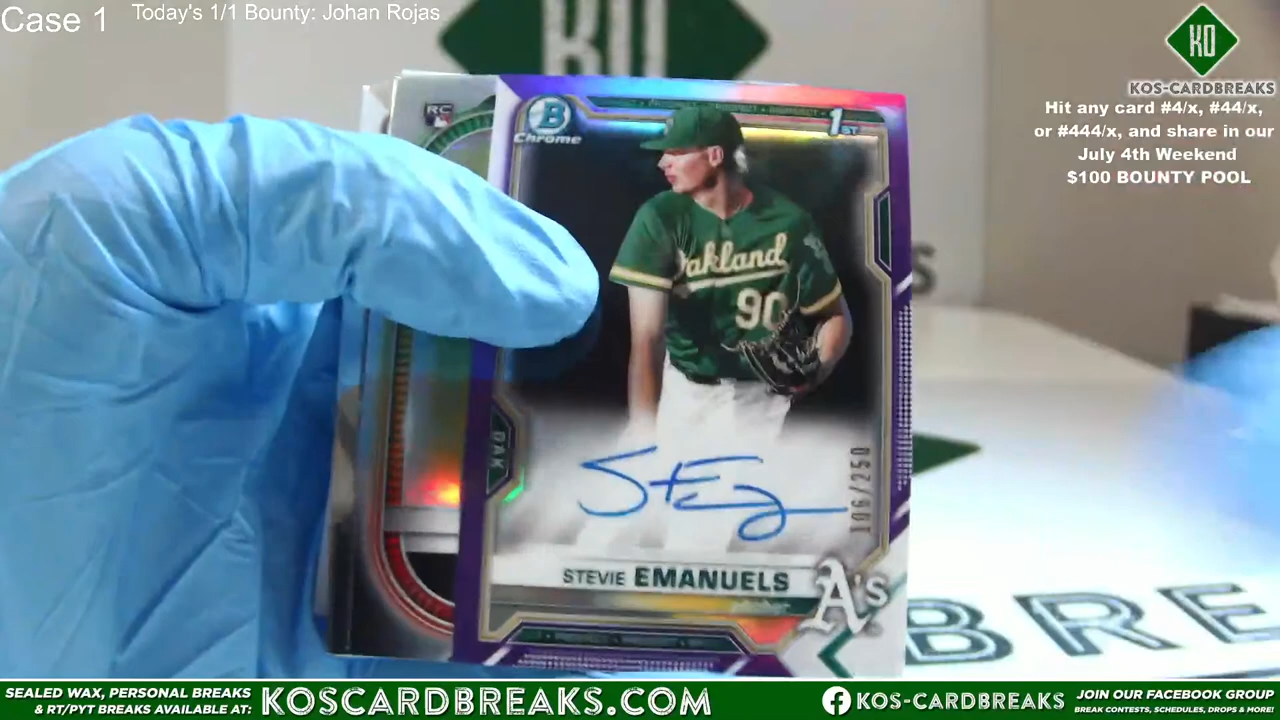 Case 1
Today's 1/1 Bounty: Johan Rojas
KO
KO
KOS-CARDBREAKS
Hit any card #4/x, #44/x,
or #444/x, and share in our
July 4th Weekend
$100 BOUNTY POOL
RC
B
Chrome
1ST
Oakland
90
OAK
106/250
STEVIE EMANUELS
A's
BRE
SEALED WAX, PERSONAL BREAKS
& RT/PYT BREAKS AVAILABLE AT:
KOSCARDBREAKS.COM
KOS-CARDBREAKS
JOIN OUR FACEBOOK GROUP
BREAK CONTESTS, SCHEDULES, DROPS & MORE!